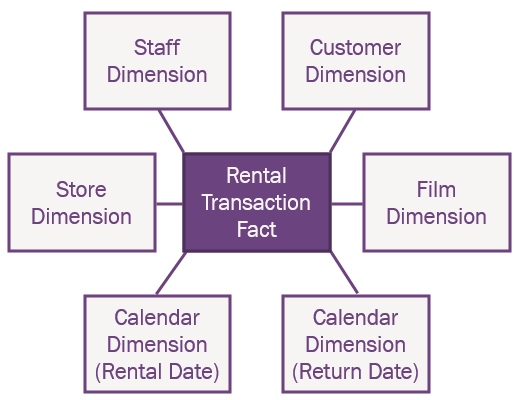 Staff
Dimension
Customer
Dimension
Store
Dimension
Rental
Transaction
Fact
Film
Dimension
Calendar
Dimension
(Rental Date)
Calendar
Dimension
(Return Date)